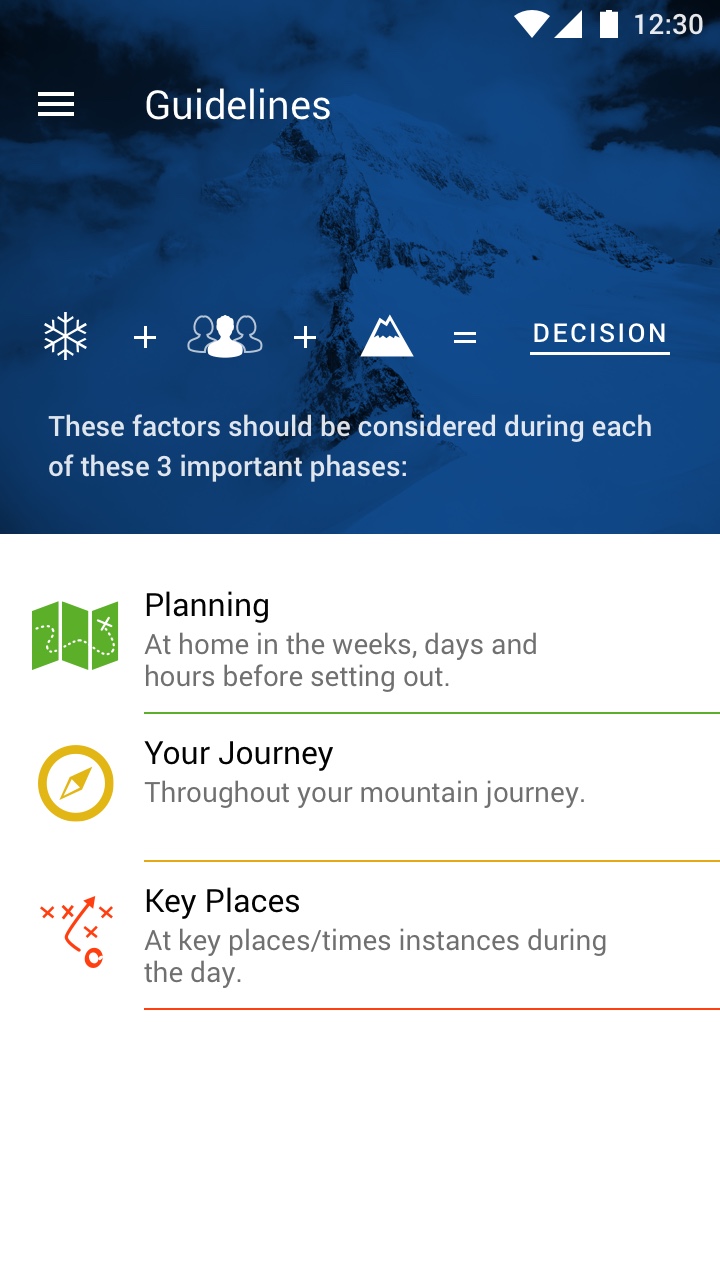 12:30
Guidelines
+ + = DECISION
These factors should be considered during each
of these 3 important phases:
Planning
At home in the weeks, days and
hours before setting out.
Your Journey
Throughout your mountain journey.
Key Places
At key places/times instances during
the day.